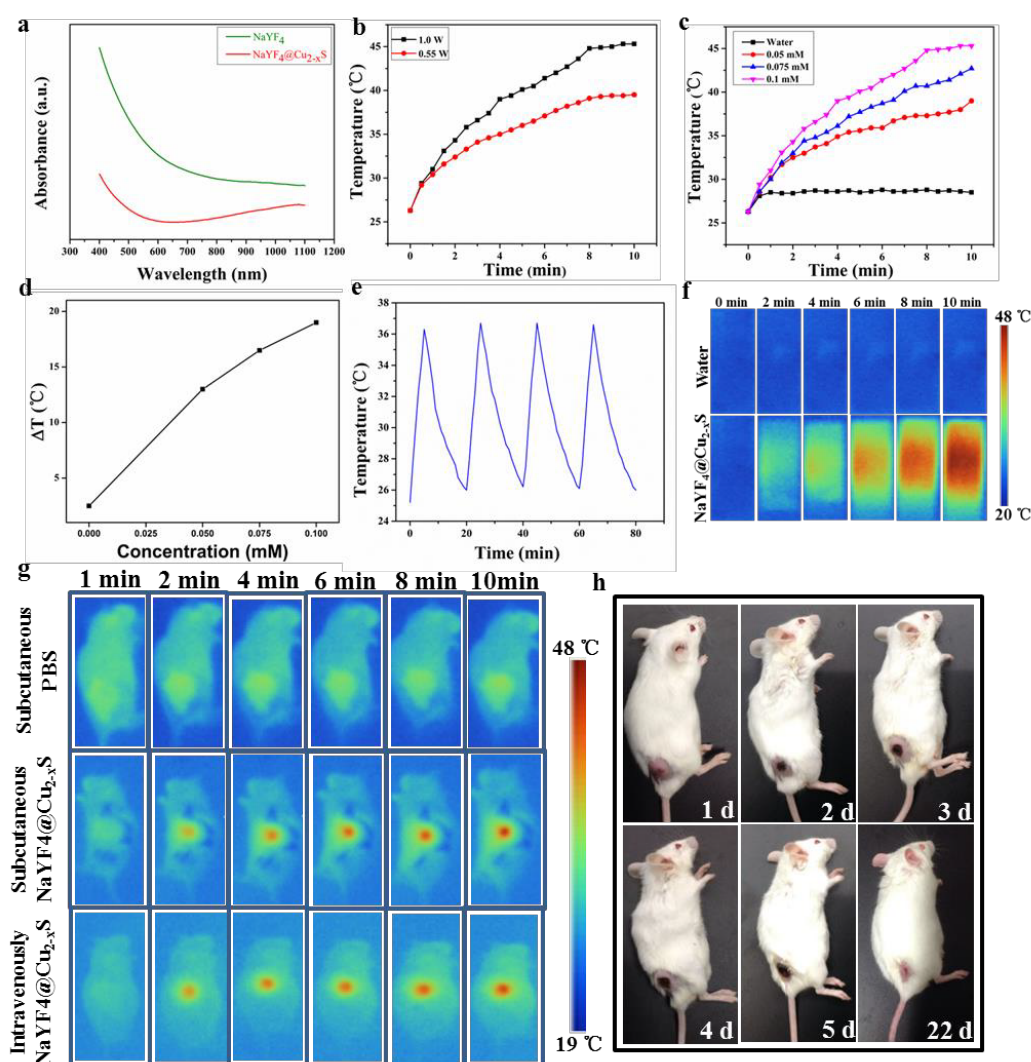 a
NaYF4
NaYF4@Cu2-xS
Absorbance (a.u.)
300 400 500 600 700 800 900 1000 1100 1200
Wavelength (nm)
b
1.0 W
0.55 W
Temperature (℃)
45
40
35
30
25
0 2 4 6 8 10
Time (min)
c
Water
0.05 mM
0.075 mM
0.1 mM
Temperature (℃)
45
40
35
30
25
0 2 4 6 8 10
Time (min)
d
ΔT (℃)
20
15
10
5
0.000 0.025 0.050 0.075 0.100
Concentration (mM)
e
Temperature (℃)
38
36
34
32
30
28
26
24
0 20 40 60 80
Time (min)
f
0 min 2 min 4 min 6 min 8 min 10 min
Water
NaYF4@Cu2-xS
48 ℃
20 ℃
g
1 min 2 min 4 min 6 min 8 min 10min
Subcutaneous
PBS
Subcutaneous
NaYF4@Cu2-xS
Intravenously
NaYF4@Cu2-xS
48 ℃
19 ℃
h
1 d 2 d 3 d
4 d 5 d 22 d